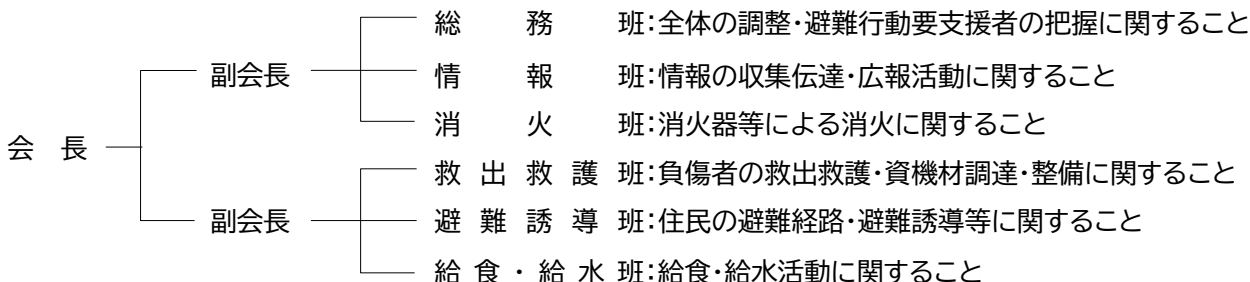 総務班：全体の調整・避難行動要支援者の把握に関すること
副会長
情報班：情報の収集伝達・広報活動に関すること
消火班：消火器等による消火に関すること
会長
救出救護班：負傷者の救出救護・資機材調達・整備に関すること
副会長
避難誘導班：住民の避難経路・避難誘導等に関すること
給食・給水班：給食・給水活動に関すること